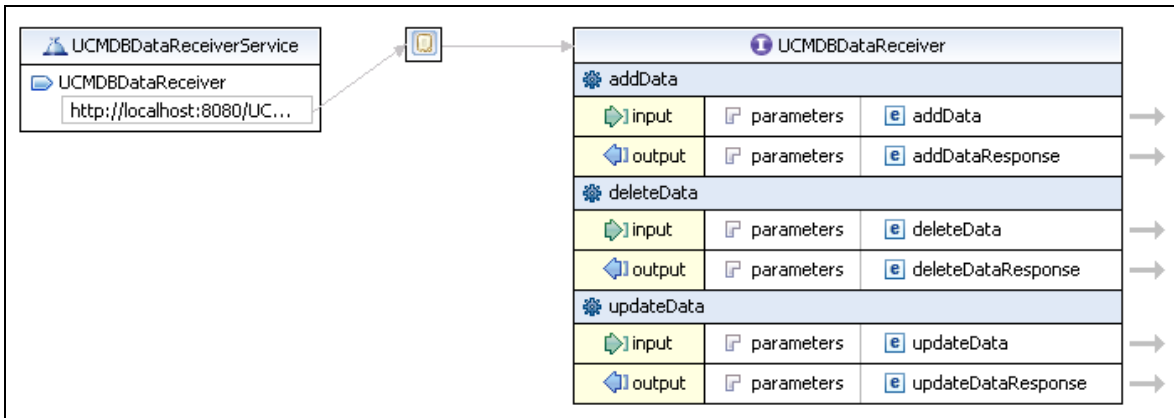 UCMDBDataReceiverService
UCMDBDataReceiver
http://localhost:8080/UC...
UCMDBDataReceiver
addData
input parameters e addData
output parameters e addDataResponse
deleteData
input parameters e deleteData
output parameters e deleteDataResponse
updateData
input parameters e updateData
output parameters e updateDataResponse